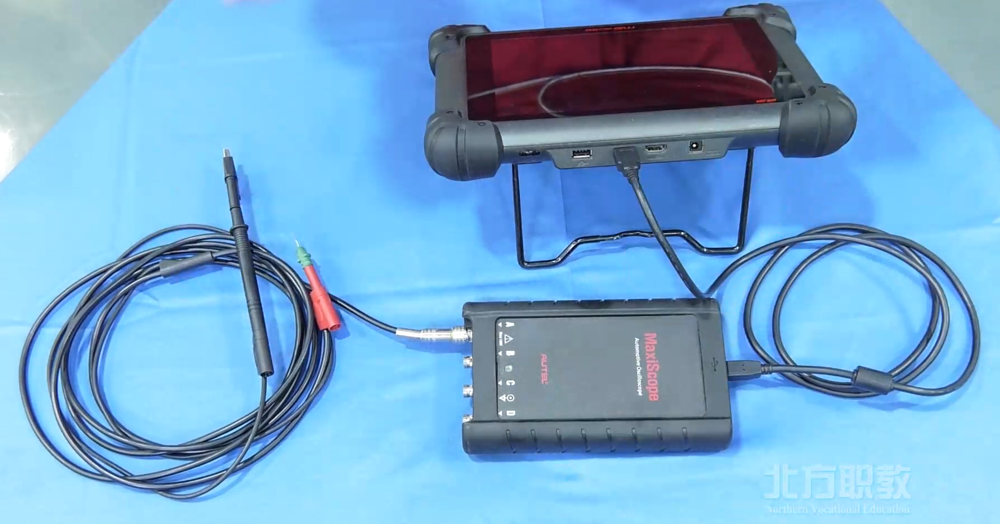 A
B
C
D
AUTEL
MaxiScope
Automotive Oscilloscope
北方职教
Northern Vocational Education